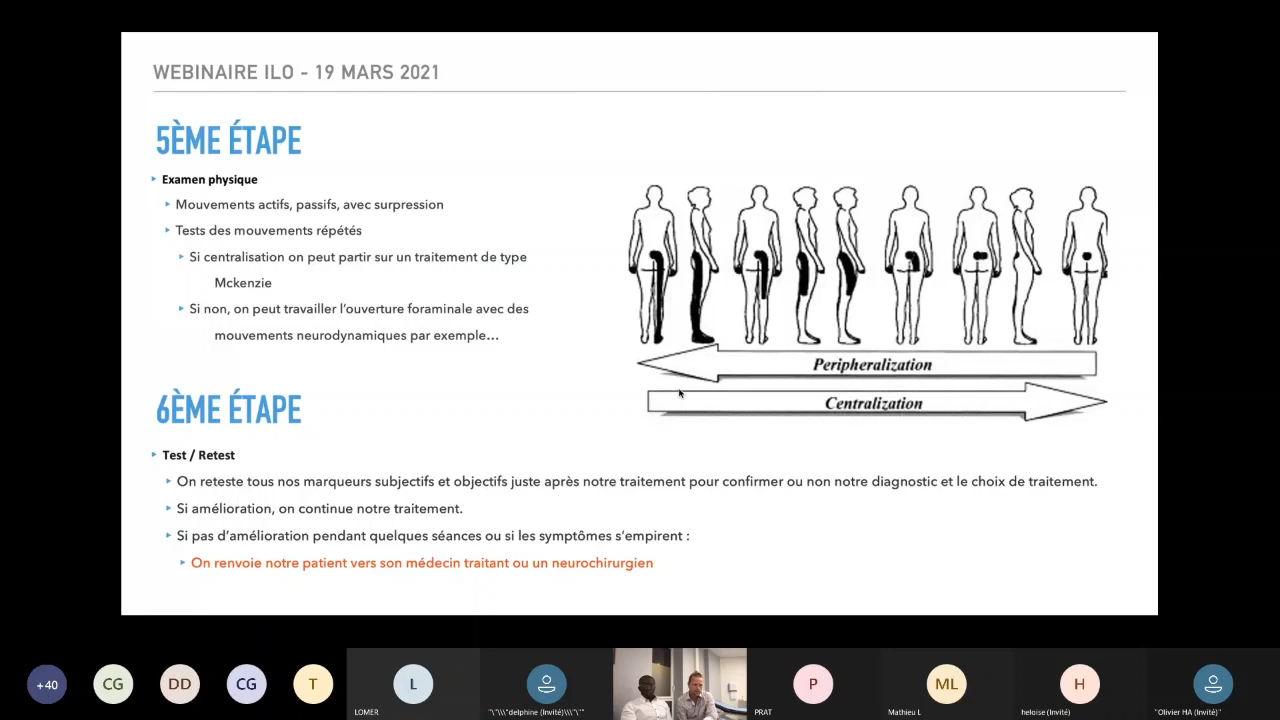 WEBINAIRE ILO - 19 MARS 2021
5ÈME ÉTAPE
Examen physique
Mouvements actifs, passifs, avec surpression
Tests des mouvements répétés
Si centralisation on peut partir sur un traitement de type
Mckenzie
Si non, on peut travailler l'ouverture foraminale avec des
mouvements neurodynamiques par exemple...
Peripheralization
Centralization
6ÈME ÉTAPE
Test / Retest
On reteste tous nos marqueurs subjectifs et objectifs juste après notre traitement pour confirmer ou non notre diagnostic et le choix de traitement.
Si amélioration, on continue notre traitement.
Si pas d'amélioration pendant quelques séances ou si les symptômes s'empirent :
On renvoie notre patient vers son médecin traitant ou un neurochirurgien
+40
CG
DD
CG
T
L
P
ML
H
LOMER
"\"\\\"delphine (Invité)\\\"\""
PRAT
Mathieu L
heloise (Invité)
"Olivier HA (Invité)"